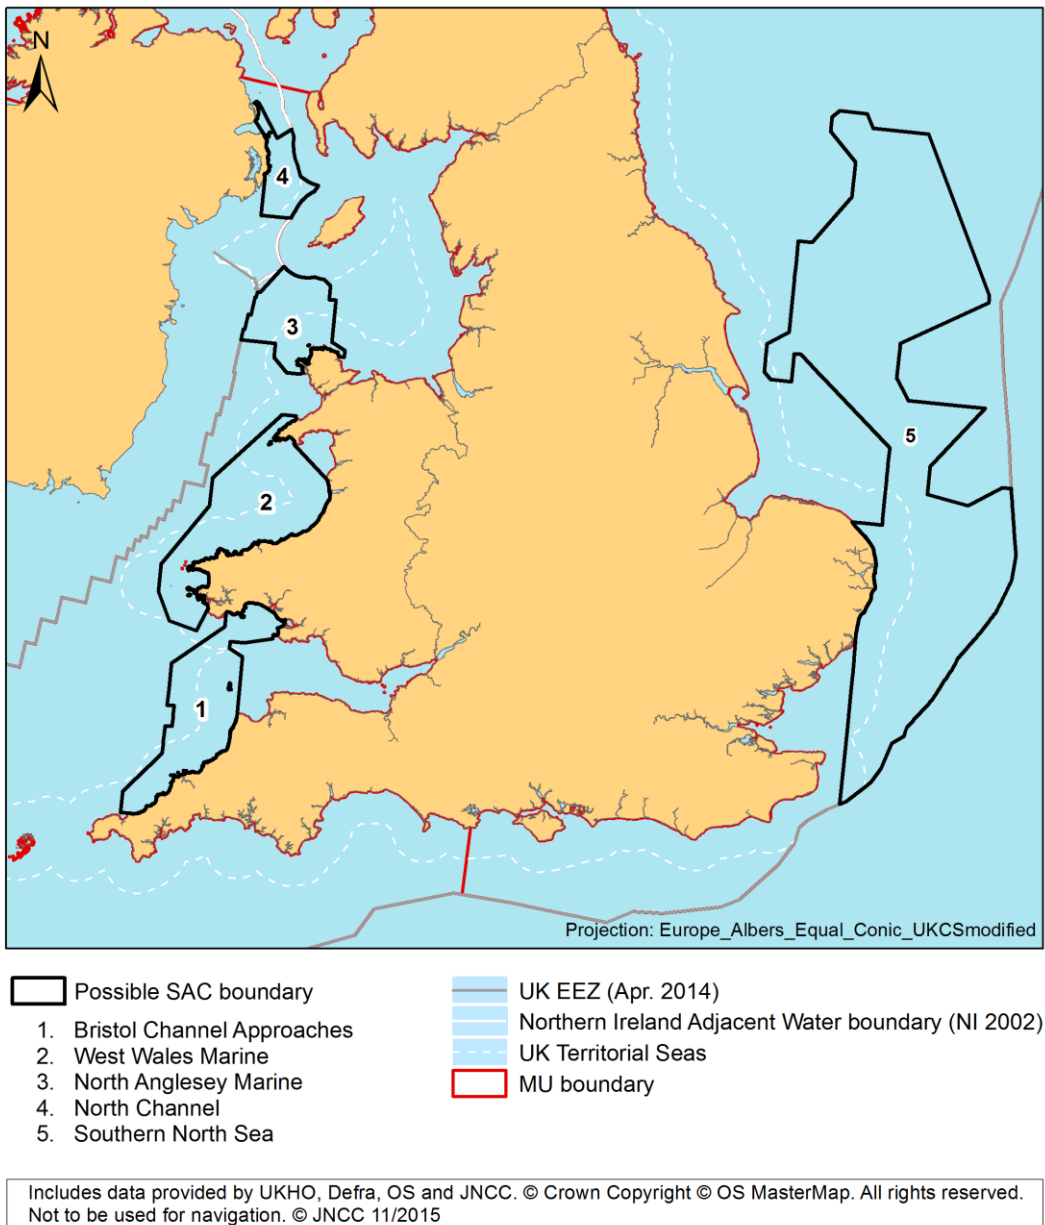 N
4
3
2
1
5
Projection: Europe_Albers_Equal_Conic_UKCSmodified
Possible SAC boundary
1. Bristol Channel Approaches
2. West Wales Marine
3. North Anglesey Marine
4. North Channel
5. Southern North Sea
UK EEZ (Apr. 2014)
Northern Ireland Adjacent Water boundary (NI 2002)
UK Territorial Seas
MU boundary
Includes data provided by UKHO, Defra, OS and JNCC. © Crown Copyright © OS MasterMap. All rights reserved.
Not to be used for navigation. © JNCC 11/2015